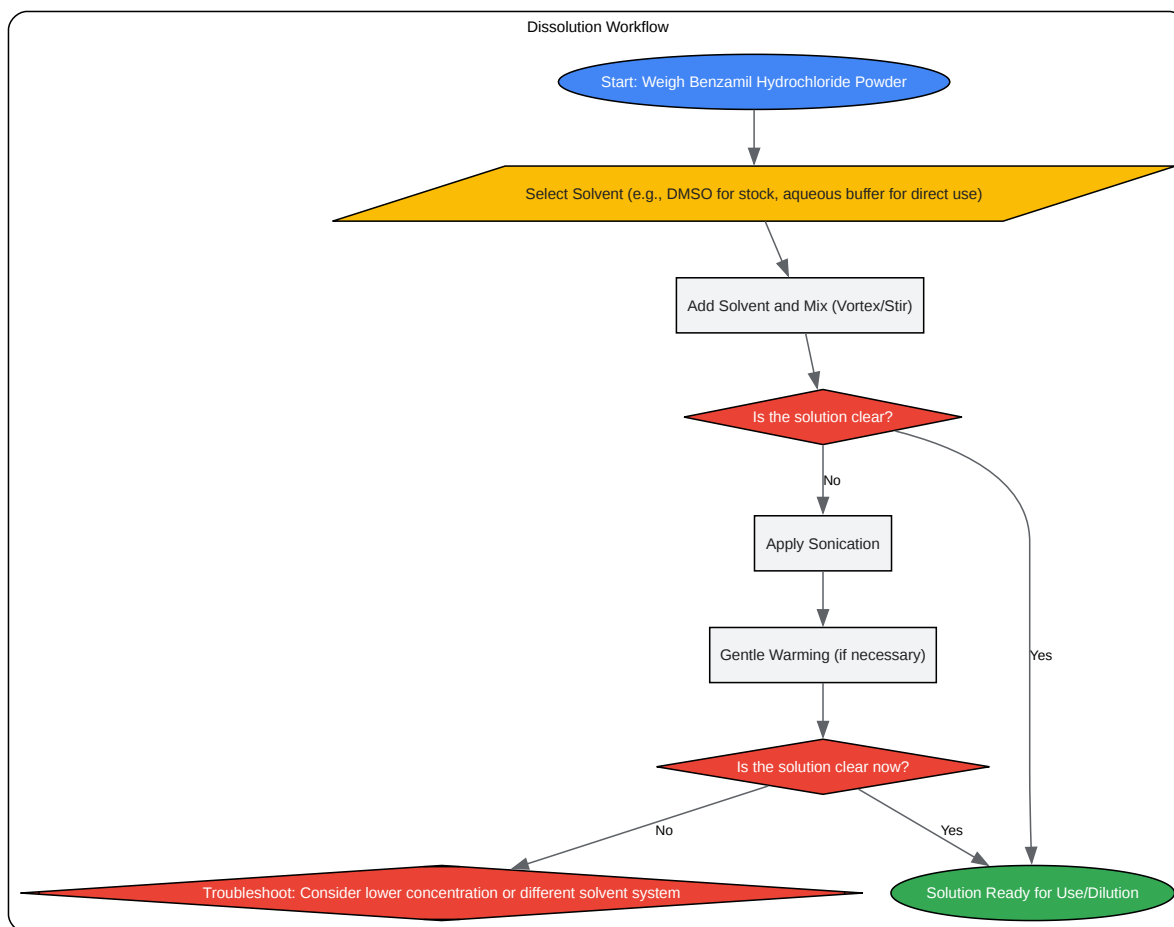 Dissolution Workflow
Start: Weigh Benzamil Hydrochloride Powder
Select Solvent (e.g., DMSO for stock, aqueous buffer for direct use)
Add Solvent and Mix (Vortex/Stir)
Is the solution clear?
No
Apply Sonication
Gentle Warming (if necessary)
Yes
Is the solution clear now?
No
Yes
Troubleshoot: Consider lower concentration or different solvent system
Solution Ready for Use/Dilution